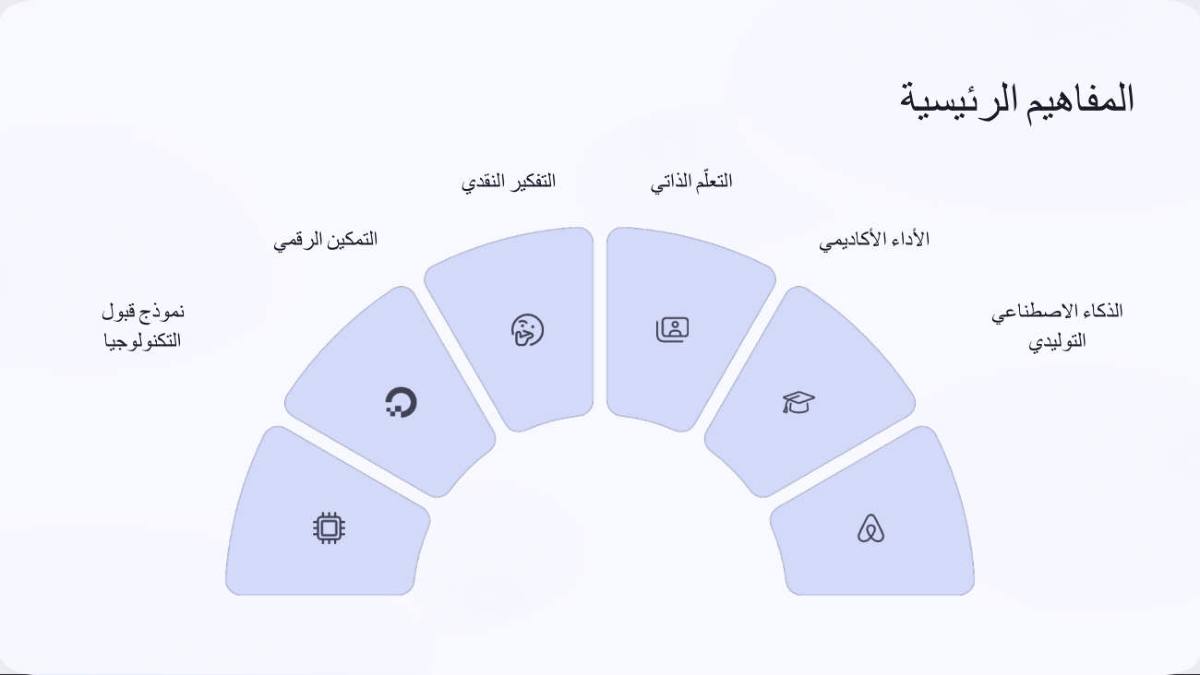 المفاهيم الرئيسية
الذكاء الاصطناعي
التوليدي
الأداء الأكاديمي
التعلّم الذاتي
التفكير النقدي
التمكين الرقمي
نموذج قبول
التكنولوجيا